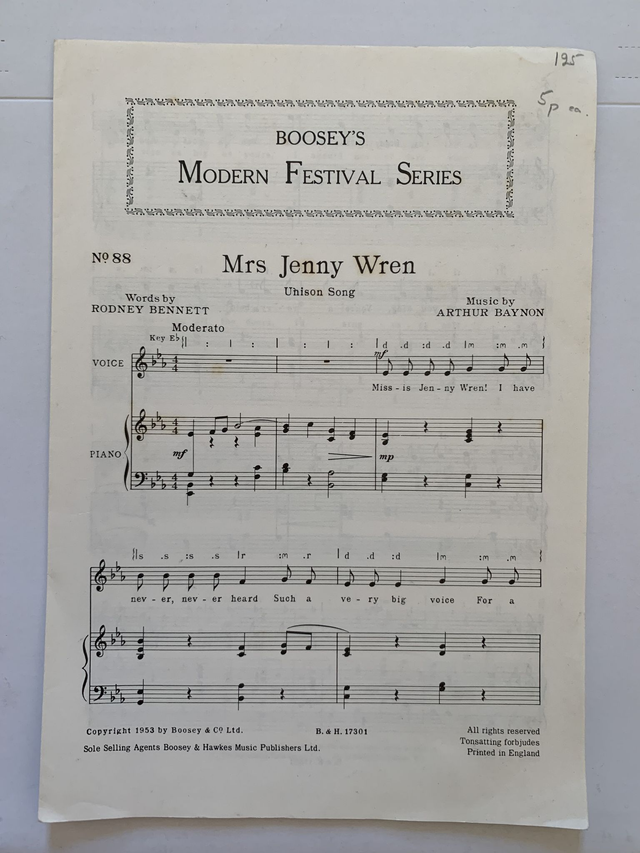 195
5p ea.
BOOSEY'S
MODERN FESTIVAL SERIES
No 88
Mrs Jenny Wren
Unison Song
Words by
RODNEY BENNETT
Music by
ARTHUR BAYNON
Moderato
Key E♭ | : | : | : | : | d .d :d .d | m :m .m
VOICE
mf
Miss - is Jen - ny Wren! I have
PIANO
mf
mp
s .s :s .s | r :m .r | d .d :d | m :m .m
nev - er, nev - er heard Such a ve - ry big voice For a
Copyright 1953 by Boosey & Co Ltd.
B. & H. 17301
All rights reserved
Sole Selling Agents Boosey & Hawkes Music Publishers Ltd.
Tonsatting forbjudes
Printed in England